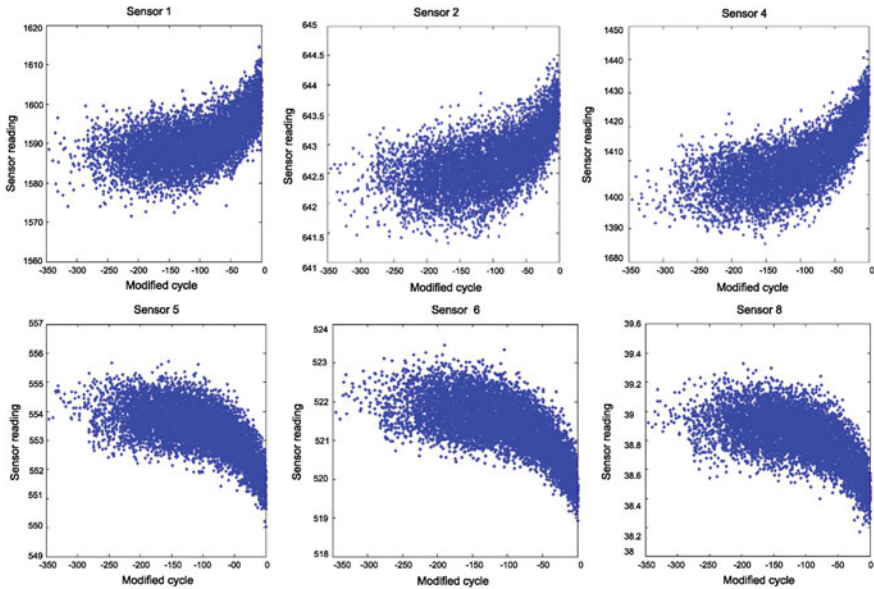 Sensor 1
Sensor 2
Sensor 4
1620
1610
1600
1590
1580
1570
1560
Sensor reading
-350 -300 -250 -200 -150 -100 -50 0
Modified cycle
645
644.5
644
643.5
643
642.5
642
641.5
641
Sensor reading
-350 -300 -250 -200 -150 -100 -50 0
Modified cycle
1450
1430
1420
1410
1400
1390
1680
Sensor reading
-350 -300 -250 -200 -150 -100 -50 0
Modified cycle
Sensor 5
Sensor 6
Sensor 8
557
556
555
554
553
552
551
550
549
Sensor reading
-350 -300 -250 -200 -150 -100 -50 0
Modified cycle
524
523
522
521
520
519
518
Sensor reading
-350 -300 -250 -200 -150 -100 -50 0
Modified cycle
39.6
39.4
39.2
39
38.8
38.6
38.4
38.2
38
Sensor reading
-350 -300 -250 -200 -150 -100 -50 0
Modified cycle